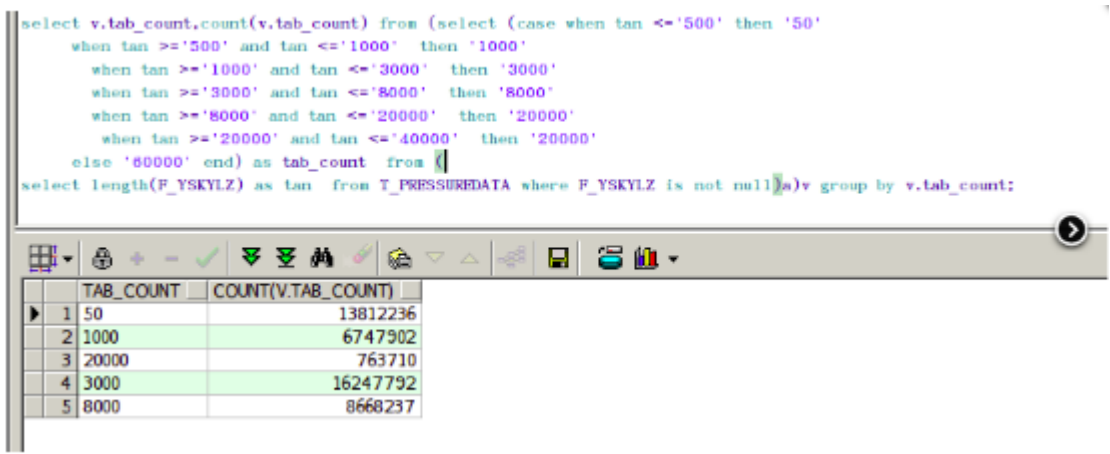 select v.tab_count,count(v.tab_count) from (select (case when tan <='500' then '50'
when tan >='500' and tan <='1000' then '1000'
when tan >='1000' and tan <='3000' then '3000'
when tan >='3000' and tan <='8000' then '8000'
when tan >='8000' and tan <='20000' then '20000'
when tan >='20000' and tan <='40000' then '20000'
else '60000' end) as tab_count from (
select length(F_YSKYLZ) as tan from T_PRESSUREDATA where F_YSKYLZ is not null)a)v group by v.tab_count;
TAB_COUNT COUNT(V.TAB_COUNT)
1 50 13812236
2 1000 6747902
3 20000 763710
4 3000 16247792
5 8000 8668237